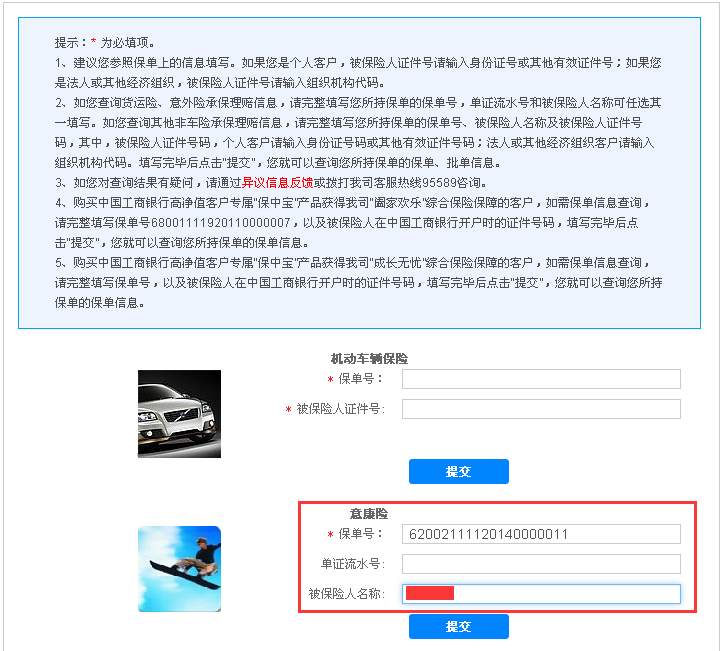 提示：* 为必填项。
1、建议您参照保单上的信息填写。如果您是个人客户，被保险人证件号请输入身份证号或其他有效证件号；如果您
是法人或其他经济组织，被保险人证件号请输入组织机构代码。
2、如您查询货运险、意外险承保理赔信息，请完整填写您所持保单的保单号，单证流水号和被保险人名称可任选其
一填写。如您查询其他非车险承保理赔信息，请完整填写您所持保单的保单号、被保险人名称及被保险人证件号
码，其中，被保险人证件号码，个人客户请输入身份证号码或其他有效证件号码；法人或其他经济组织客户请输入
组织机构代码。填写完毕后点击"提交"，您就可以查询您所持保单的保单、批单信息。
3、如您对查询结果有疑问，请通过异议信息反馈或拨打我司客服热线95589咨询。
4、购买中国工商银行高净值客户专属"保中宝"产品获得我司"阖家欢乐"综合保险保障的客户，如需保单信息查询，
请完整填写保单号68001111920110000007，以及被保险人在中国工商银行开户时的证件号码，填写完毕后点
击"提交"，您就可以查询您所持保单的保单信息。
5、购买中国工商银行高净值客户专属"保中宝"产品获得我司"成长无忧"综合保险保障的客户，如需保单信息查询，
请完整填写保单号，以及被保险人在中国工商银行开户时的证件号码，填写完毕后点击"提交"，您就可以查询您所持
保单的保单信息。
机动车辆保险
* 保单号：
* 被保险人证件号:
提交
意康险
* 保单号： 62002111120140000011
单证流水号:
被保险人名称:
提交